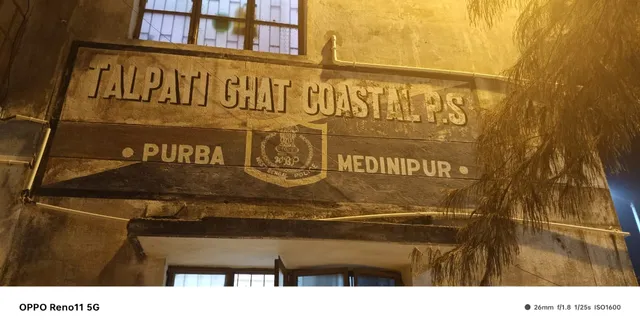 TALPATI GHAT COASTAL P.S
• PURBA MEDINIPUR •
OPPO Reno11 5G
26mm f/1.8 1/25s ISO1600